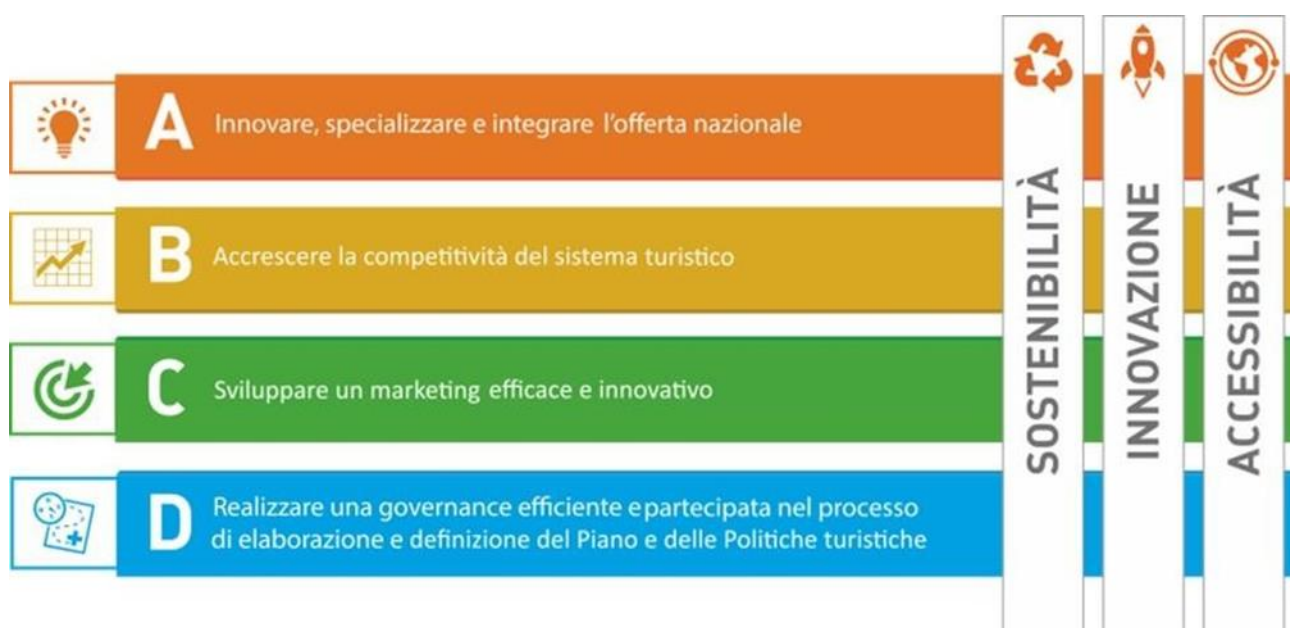 A
Innovare, specializzare e integrare l'offerta nazionale
B
Accrescere la competitività del sistema turistico
C
Sviluppare un marketing efficace e innovativo
D
Realizzare una governance efficiente e partecipata nel processo
di elaborazione e definizione del Piano e delle Politiche turistiche
SOSTENIBILITÀ
INNOVAZIONE
ACCESSIBILITÀ